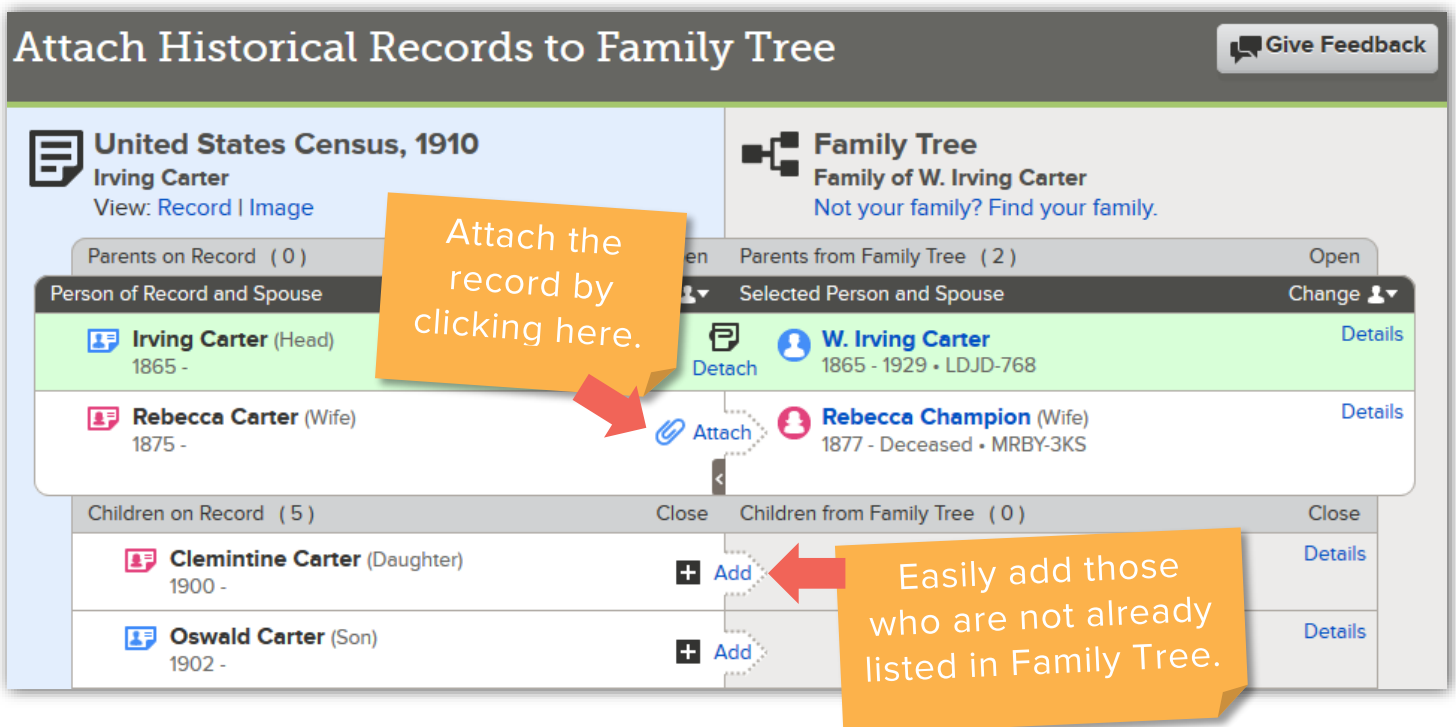 Attach Historical Records to Family Tree
Give Feedback
United States Census, 1910
Irving Carter
View: Record | Image
Family Tree
Family of W. Irving Carter
Not your family? Find your family.
Attach the
record by
clicking here.
Parents on Record ( 0 )
Parents from Family Tree ( 2 )
Open
Person of Record and Spouse
Selected Person and Spouse
Change
Irving Carter (Head)
1865 -
Detach
W. Irving Carter
1865 - 1929 • LDJD-768
Details
Rebecca Carter (Wife)
1875 -
Attach
Rebecca Champion (Wife)
1877 - Deceased • MRBY-3KS
Details
Children on Record ( 5 )
Close
Children from Family Tree ( 0 )
Close
Clemintine Carter (Daughter)
1900 -
Add
Details
Easily add those
who are not already
listed in Family Tree.
Oswald Carter (Son)
1902 -
Add
Details